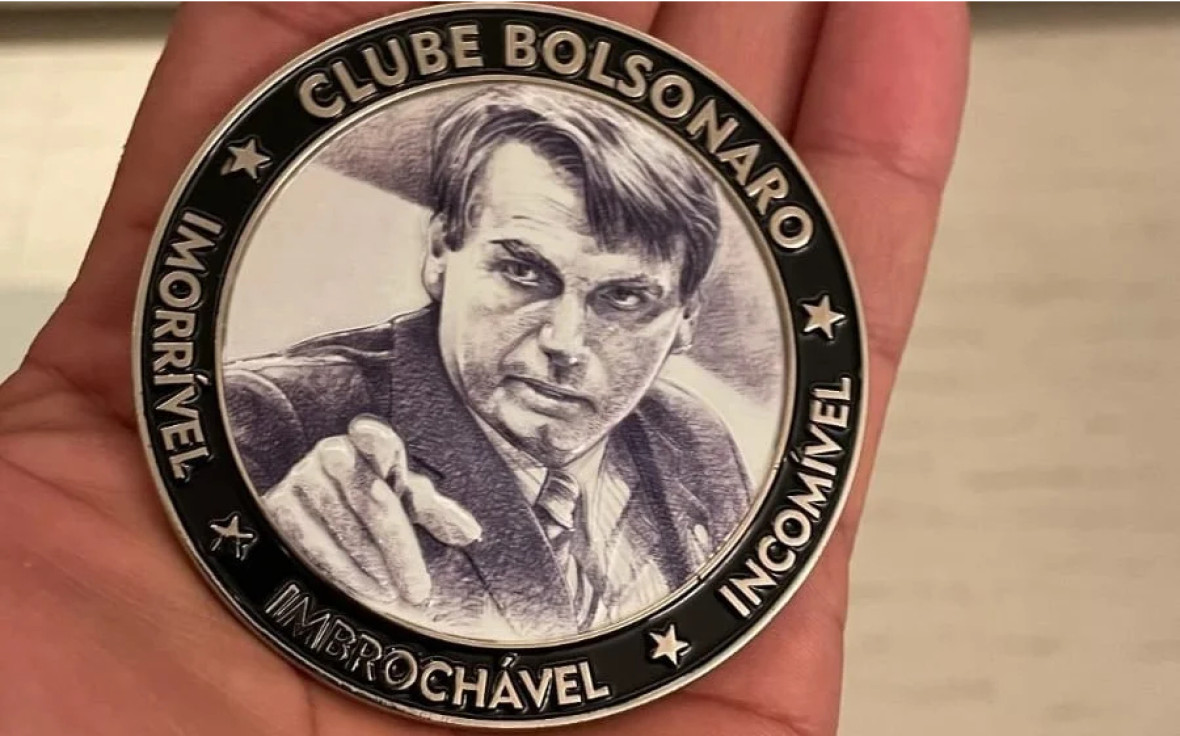 CLUBE BOLSONARO
INCOMÍVEL
IMBROCHÁVEL
IMORRÍVEL